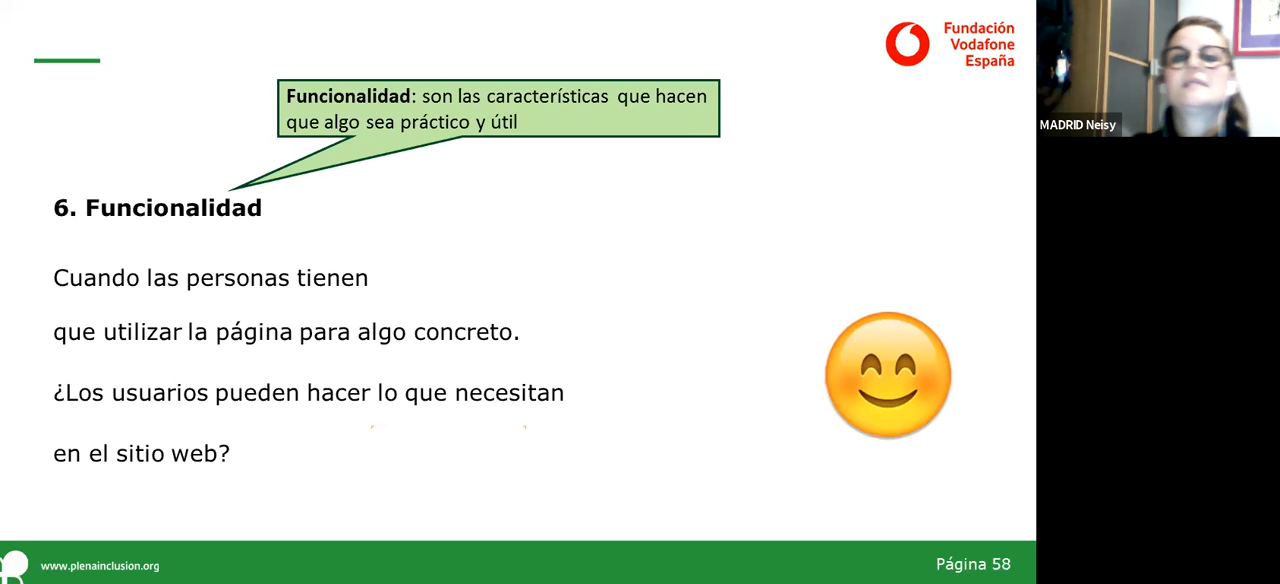 Fundación
Vodafone
España
Funcionalidad: son las características que hacen
que algo sea práctico y útil
6. Funcionalidad
Cuando las personas tienen
que utilizar la página para algo concreto.
¿Los usuarios pueden hacer lo que necesitan
en el sitio web?
www.plenainclusion.org
Página 58
MADRID Neisy